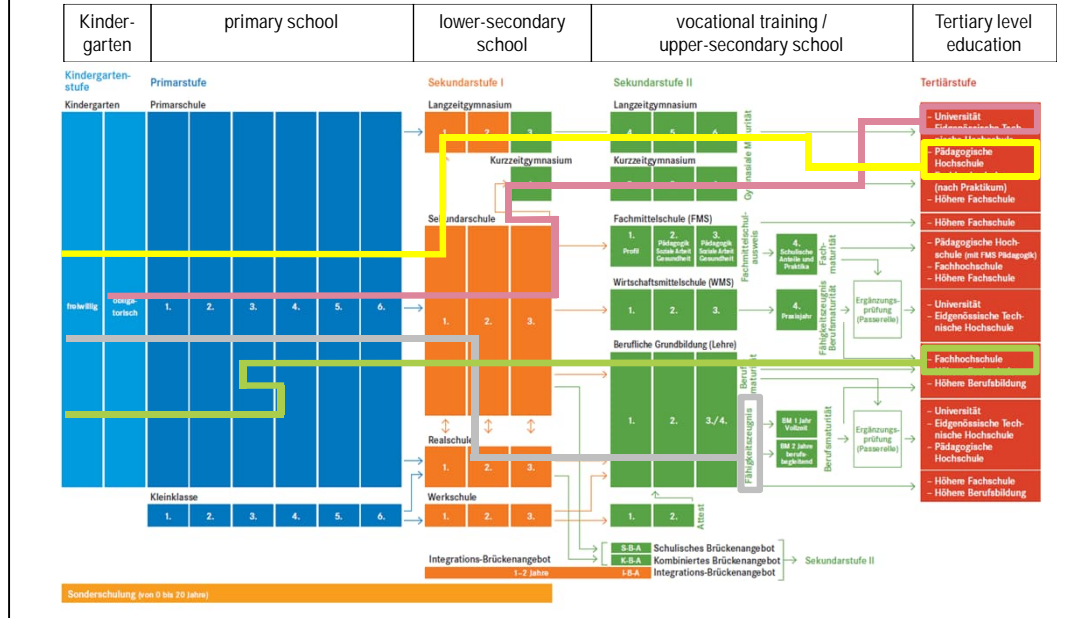 Kinder-
garten
primary school
lower-secondary
school
vocational training /
upper-secondary school
Tertiary level
education
Kindergarten-
stufe
Primarstufe
Sekundarstufe I
Sekundarstufe II
Tertiärstufe
Kindergarten
Primarschule
Langzeitgymnasium
Langzeitgymnasium
1.
2.
3.
4.
5.
6.
Gymnasiale Maturität
– Universität
– Eidgenössische Tech-
nische Hochschule
– Pädagogische
Hochschule
(nach Praktikum)
– Höhere Fachschule
Kurzzeitgymnasium
Kurzzeitgymnasium
Sekundarschule
Fachmittelschule (FMS)
1.
Profil
2.
Pädagogik
Soziale Arbeit
Gesundheit
3.
Pädagogik
Soziale Arbeit
Gesundheit
Fachmittelschul-
ausweis
4.
Schulische
Anteile und
Praktika
Fach-
maturität
– Höhere Fachschule
– Pädagogische Hoch-
schule (mit FMS Pädagogik)
– Fachhochschule
– Höhere Fachschule
freiwillig
obliga-
torisch
1.
2.
3.
4.
5.
6.
1.
2.
3.
Wirtschaftsmittelschule (WMS)
1.
2.
3.
Fähigkeitszeugnis
Berufsmaturität
4.
Praxisjahr
Ergänzungs-
prüfung
(Passerelle)
– Universität
– Eidgenössische Tech-
nische Hochschule
Berufliche Grundbildung (Lehre)
1.
2.
3./4.
Fähigkeitszeugnis
BM 1 Jahr
Vollzeit
BM 2 Jahre
berufs-
begleitend
Berufsmaturität
Ergänzungs-
prüfung
(Passerelle)
– Fachhochschule
– Höhere Berufsbildung
– Universität
– Eidgenössische Tech-
nische Hochschule
– Pädagogische
Hochschule
– Höhere Fachschule
– Höhere Berufsbildung
Realschule
1.
2.
3.
Kleinklasse
1.
2.
3.
4.
5.
6.
Werkschule
1.
2.
3.
1.
2.
Attest
Integrations-Brückenangebot
1–2 Jahre
S-B-A
Schulisches Brückenangebot
K-B-A
Kombiniertes Brückenangebot
I-B-A
Integrations-Brückenangebot
Sekundarstufe II
Sonderschulung (von 0 bis 20 Jahre)